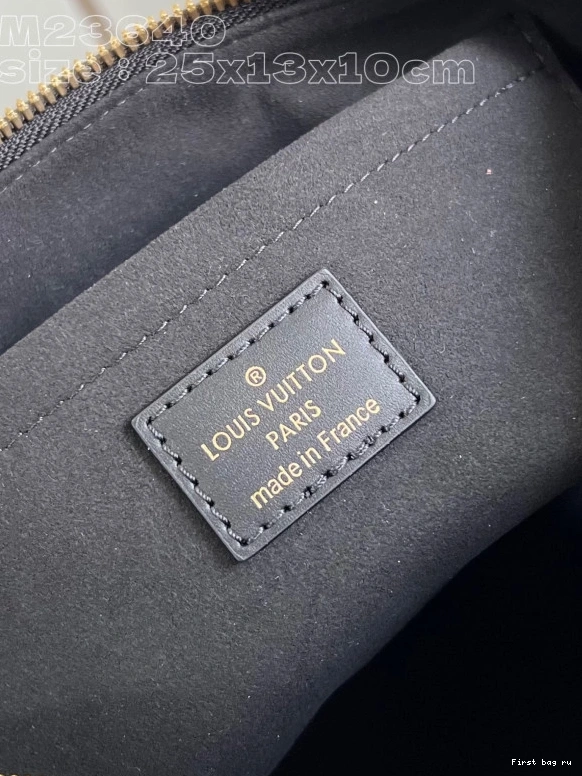 M23640
size : 25x13x10cm
®
LOUIS VUITTON
PARIS
made in France
First bag ru